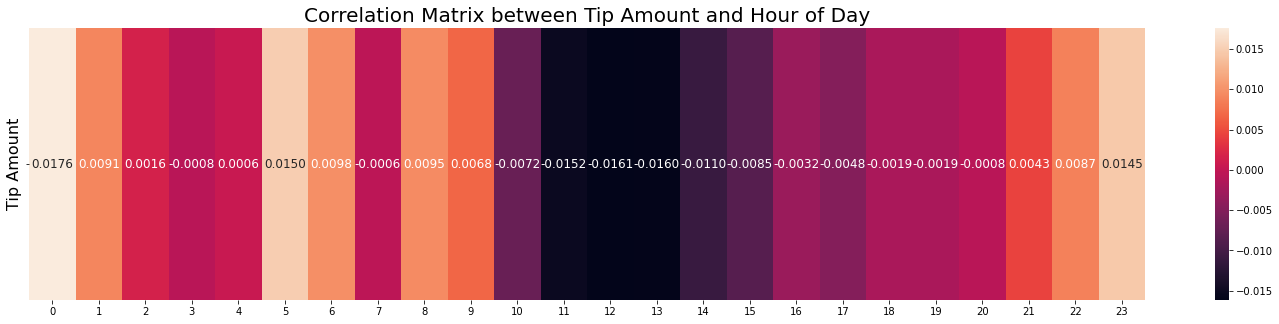 Correlation Matrix between Tip Amount and Hour of Day
Tip Amount
0.0176 0.0091 0.0016 -0.0008 0.0006 0.0150 0.0098 -0.0006 0.0095 0.0068 -0.0072 -0.0152 -0.0161 -0.0160 -0.0110 -0.0085 -0.0032 -0.0048 -0.0019 -0.0019 -0.0008 0.0043 0.0087 0.0145
0 1 2 3 4 5 6 7 8 9 10 11 12 13 14 15 16 17 18 19 20 21 22 23
0.015
0.010
0.005
0.000
−0.005
−0.010
−0.015